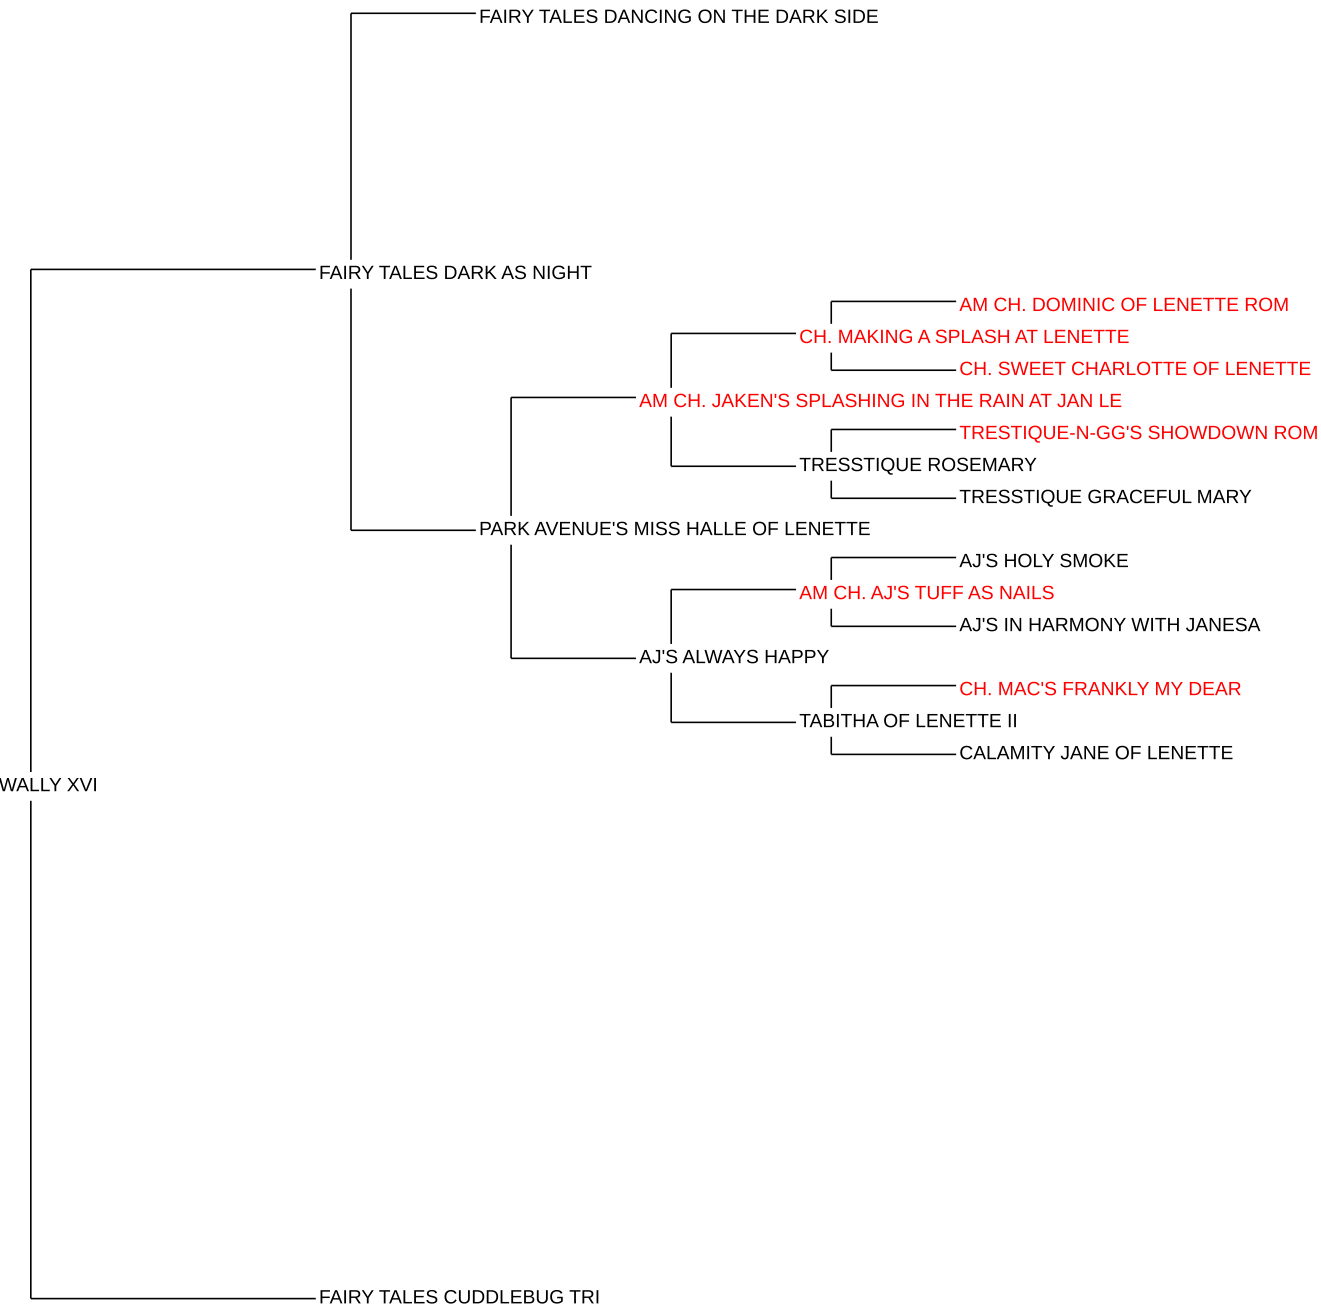 FAIRY TALES DANCING ON THE DARK SIDE
FAIRY TALES DARK AS NIGHT
AM CH. DOMINIC OF LENETTE ROM
CH. MAKING A SPLASH AT LENETTE
CH. SWEET CHARLOTTE OF LENETTE
AM CH. JAKEN'S SPLASHING IN THE RAIN AT JAN LE
TRESTIQUE-N-GG'S SHOWDOWN ROM
TRESSTIQUE ROSEMARY
TRESSTIQUE GRACEFUL MARY
PARK AVENUE'S MISS HALLE OF LENETTE
AJ'S HOLY SMOKE
AM CH. AJ'S TUFF AS NAILS
AJ'S IN HARMONY WITH JANESA
AJ'S ALWAYS HAPPY
CH. MAC'S FRANKLY MY DEAR
TABITHA OF LENETTE II
CALAMITY JANE OF LENETTE
WALLY XVI
FAIRY TALES CUDDLEBUG TRI